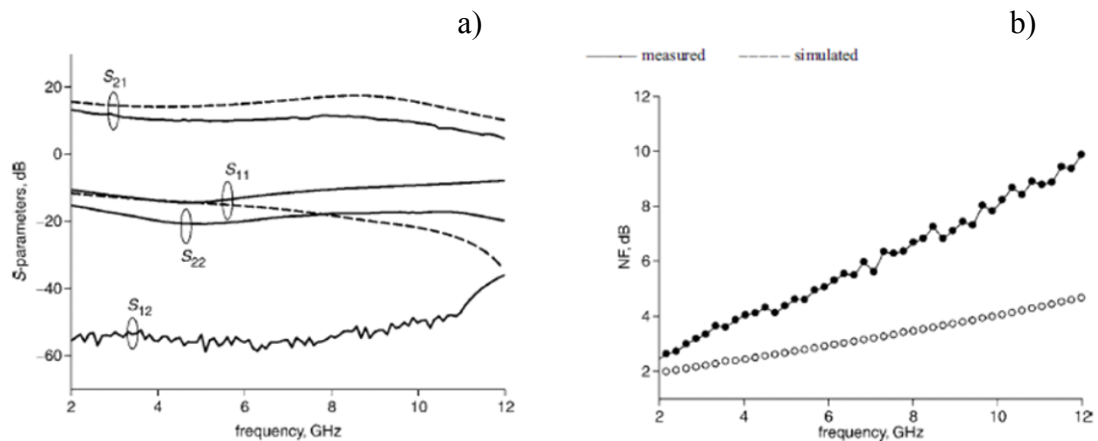 a)
S21
S11
S22
S12
20
0
−20
−40
−60
2
4
6
8
10
12
S-parameters, dB
frequency, GHz
b)
measured
simulated
12
10
8
6
4
2
2
4
6
8
10
12
NF, dB
frequency, GHz